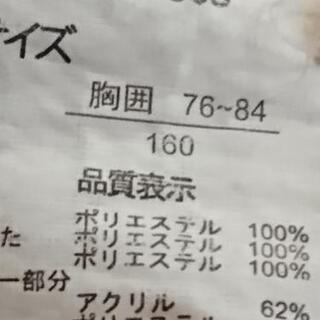 サイズ
胸囲 76~84
160
品質表示
ポリエステル 100%
た ポリエステル 100%
ポリエステル 100%
一部分
アクリル 62%